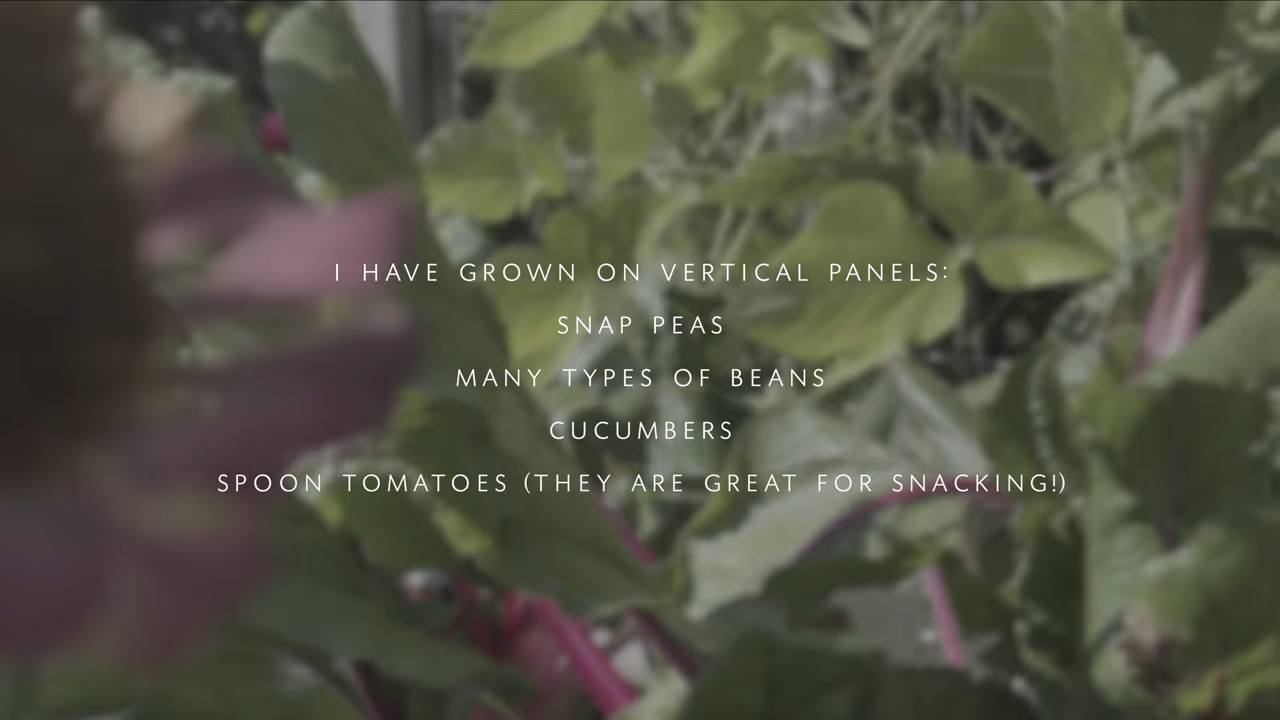 I HAVE GROWN ON VERTICAL PANELS:
SNAP PEAS
MANY TYPES OF BEANS
CUCUMBERS
SPOON TOMATOES (THEY ARE GREAT FOR SNACKING!)